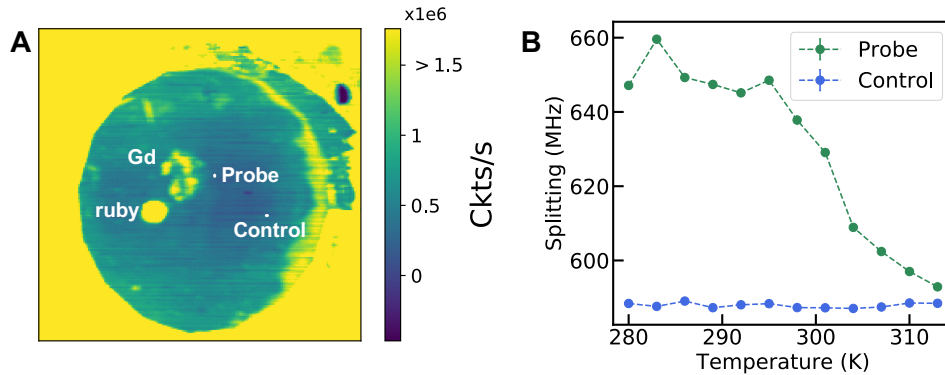 A
x1e6
> 1.5
1
0.5
0
Ckts/s
Gd
Probe
ruby
Control
B
Probe
Control
660
640
620
600
Splitting (MHz)
280
290
300
310
Temperature (K)